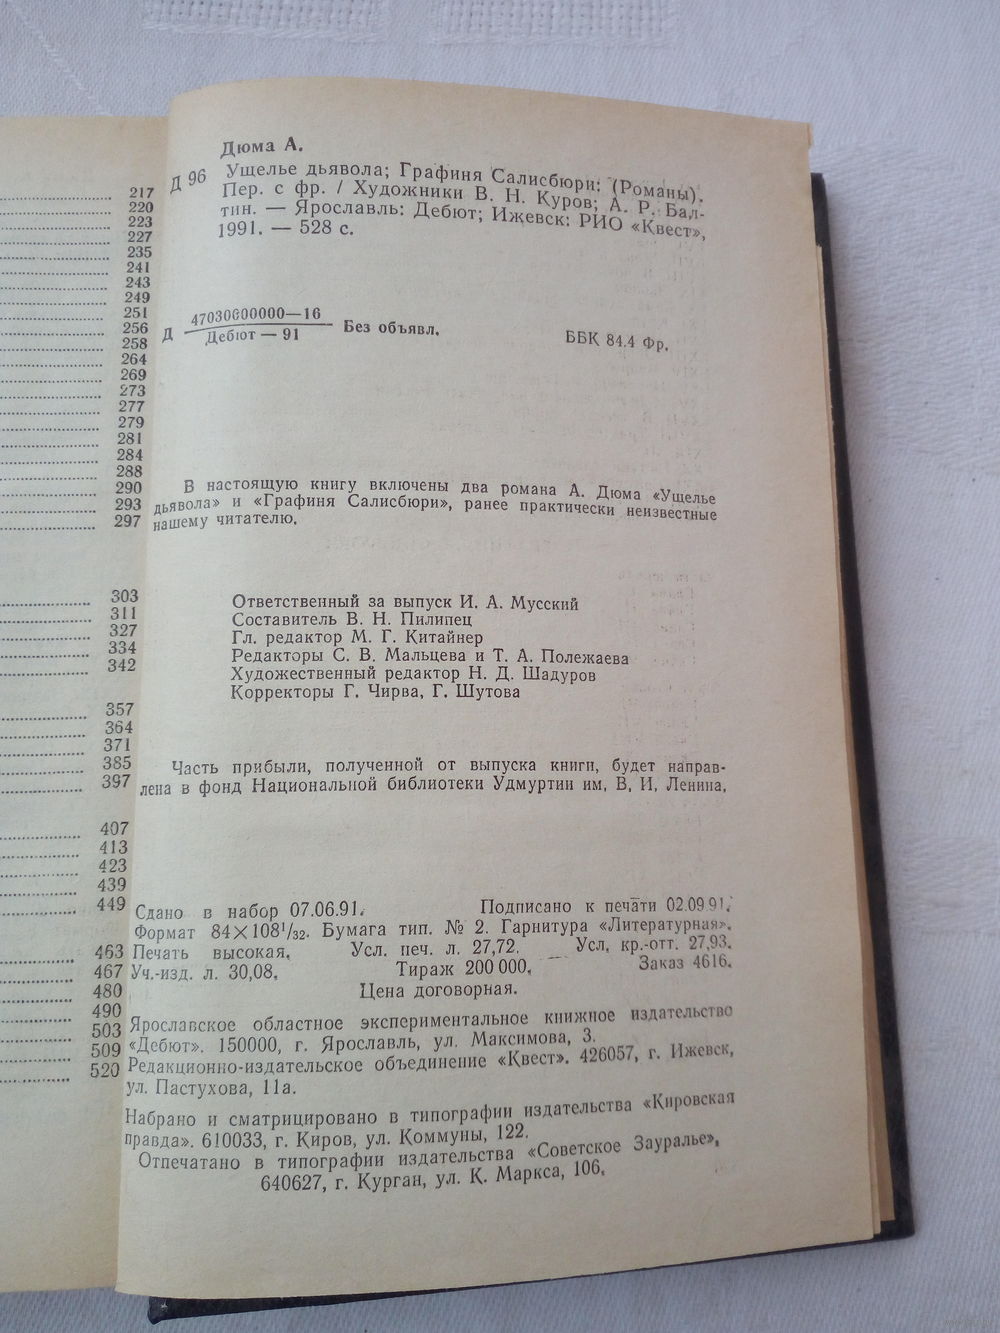 217
220
223
227
235
241
243
249
251
256
258
264
269
273
277
279
281
284
288
290
293
297
303
311
327
334
342
357
364
371
385
397
407
413
423
439
449
463
467
480
490
503
509
520
Дюма А.
Д 96 Ущелье дьявола; Графиня Салисбюри: (Романы).
Пер. с фр. / Художники В. Н. Куров; А. Р. Бал-
тин. — Ярославль: Дебют; Ижевск: РИО «Квест»,
1991. — 528 с.
47030600000—16
Д Без объявл.
Дебют — 91
ББК 84.4 Фр.
В настоящую книгу включены два романа А. Дюма «Ущелье
дьявола» и «Графиня Салисбюри», ранее практически неизвестные
нашему читателю.
Ответственный за выпуск И. А. Мусский
Составитель В. Н. Пилипец
Гл. редактор М. Г. Китайнер
Редакторы С. В. Мальцева и Т. А. Полежаева
Художественный редактор Н. Д. Шадуров
Корректоры Г. Чирва, Г. Шутова
Часть прибыли, полученной от выпуска книги, будет направ-
лена в фонд Национальной библиотеки Удмуртии им. В. И. Ленина.
Сдано в набор 07.06.91. Подписано к печати 02.09.91.
Формат 84×108¹/₃₂. Бумага тип. № 2. Гарнитура «Литературная».
Печать высокая. Усл. печ. л. 27,72. Усл. кр.-отт. 27,93.
Уч.-изд. л. 30,08. Тираж 200 000. Заказ 4616.
Цена договорная.
Ярославское областное экспериментальное книжное издательство
«Дебют». 150000, г. Ярославль, ул. Максимова, 3.
Редакционно-издательское объединение «Квест». 426057, г. Ижевск,
ул. Пастухова, 11а.
Набрано и сматрицировано в типографии издательства «Кировская
правда». 610033, г. Киров, ул. Коммуны, 122.
Отпечатано в типографии издательства «Советское Зауралье»,
640627, г. Курган, ул. К. Маркса, 106.